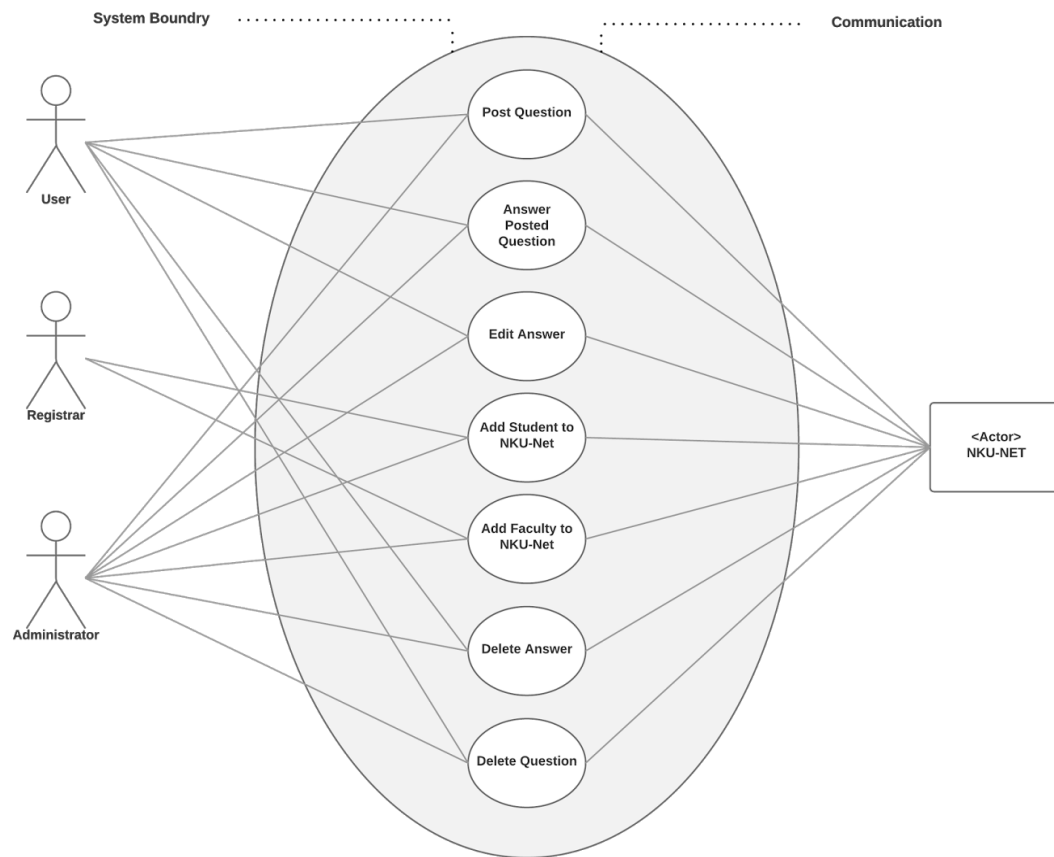 System Boundry
Communication
Post Question
User
Answer
Posted
Question
Edit Answer
Registrar
Add Student to
NKU-Net
<Actor>
NKU-NET
Add Faculty to
NKU-Net
Administrator
Delete Answer
Delete Question